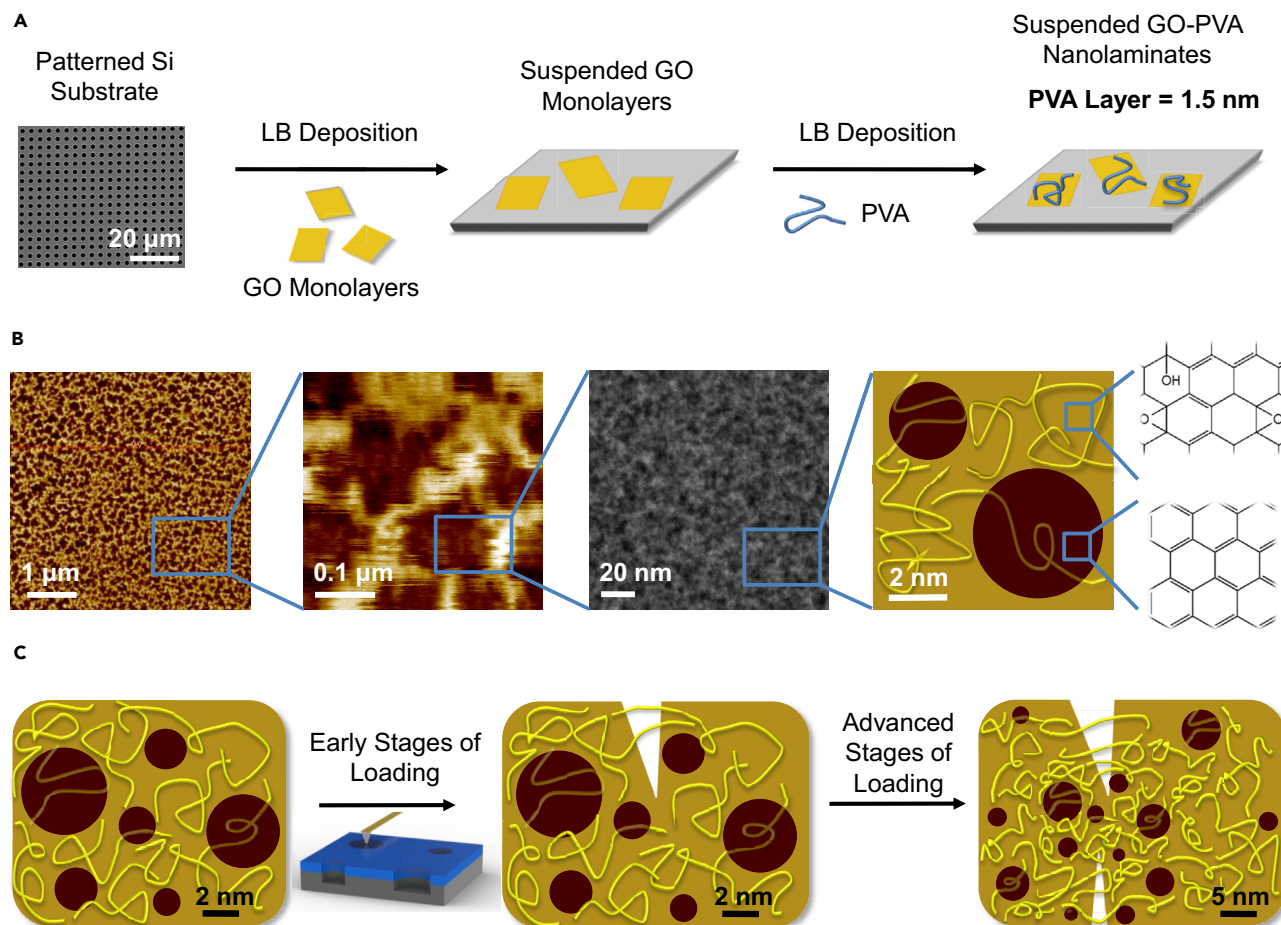 A
Patterned Si
Substrate
20 µm
LB Deposition
GO Monolayers
Suspended GO
Monolayers
LB Deposition
PVA
Suspended GO-PVA
Nanolaminates
PVA Layer = 1.5 nm
B
1 µm
0.1 µm
20 nm
2 nm
OH
O
O
C
2 nm
Early Stages of
Loading
2 nm
Advanced
Stages of
Loading
5 nm